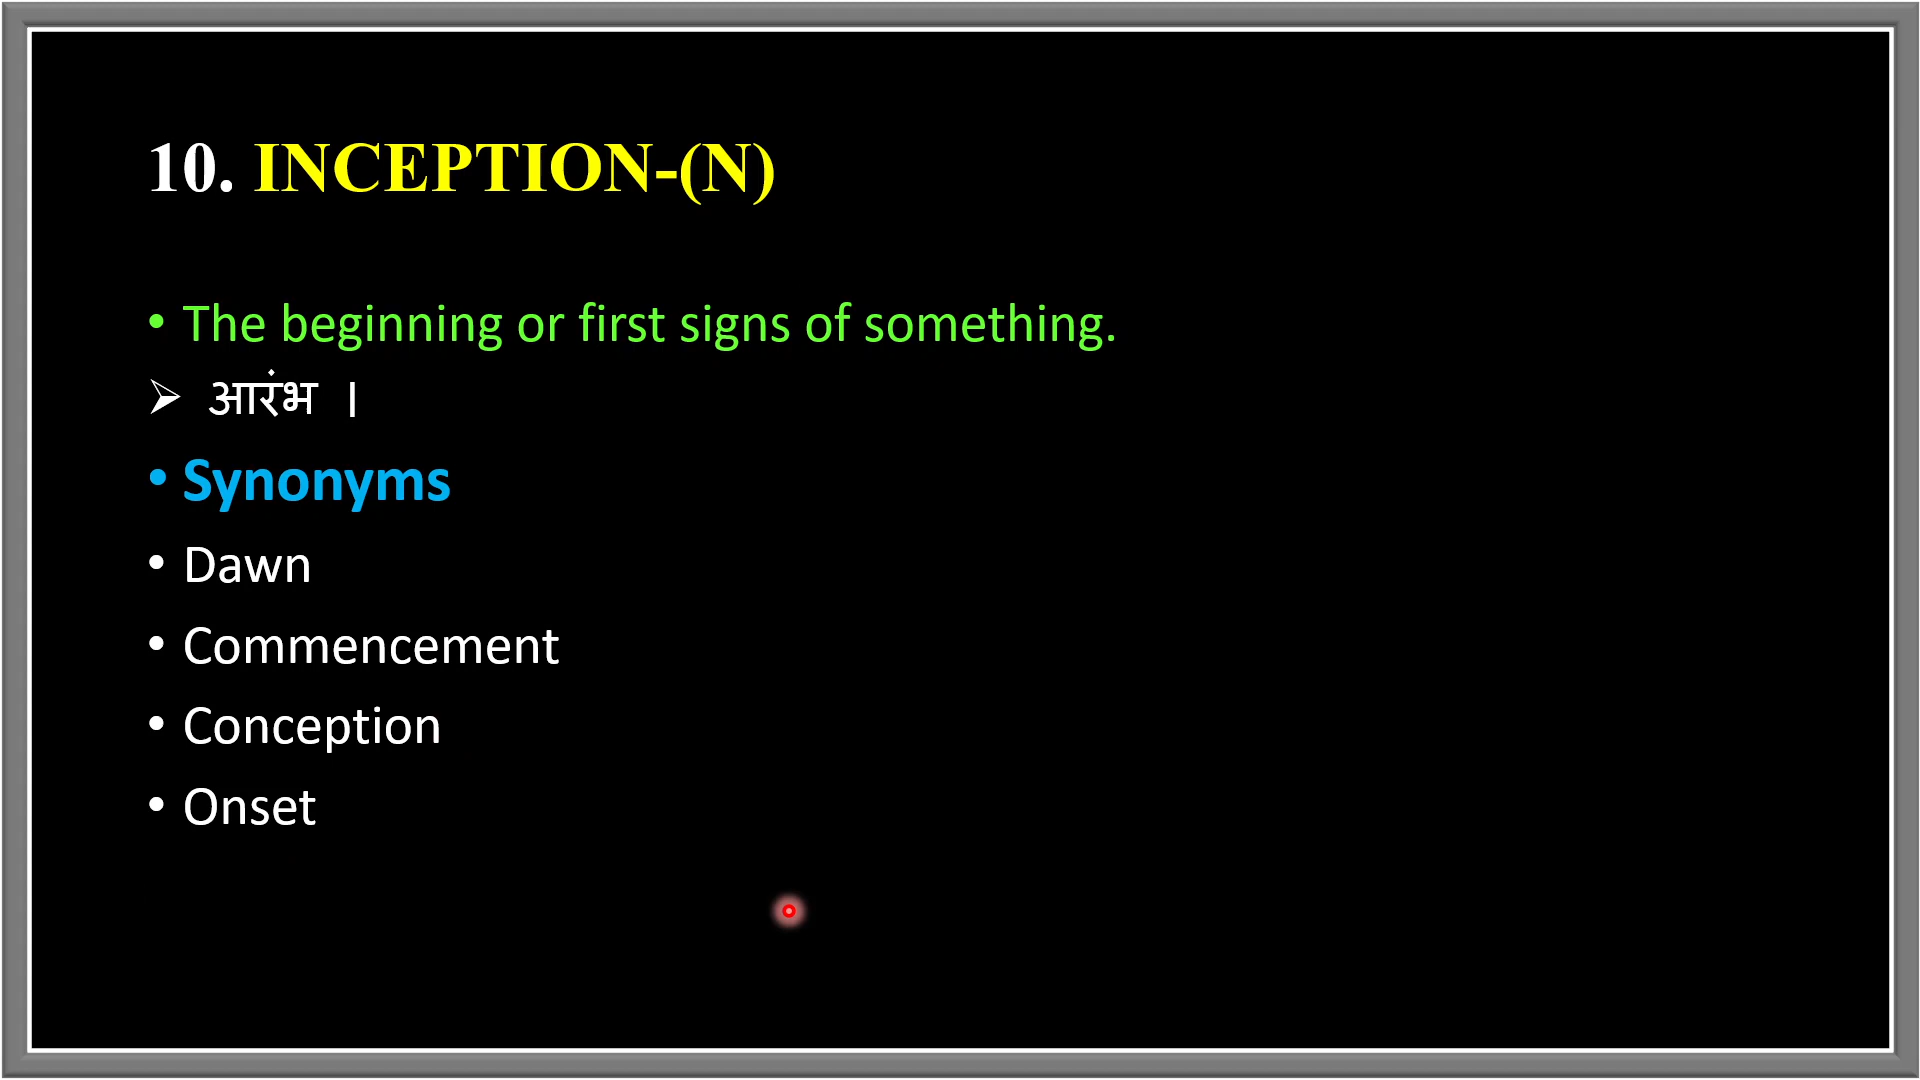 10. INCEPTION-(N)
• The beginning or first signs of something.
➢ आरंभ ।
• Synonyms
• Dawn
• Commencement
• Conception
• Onset